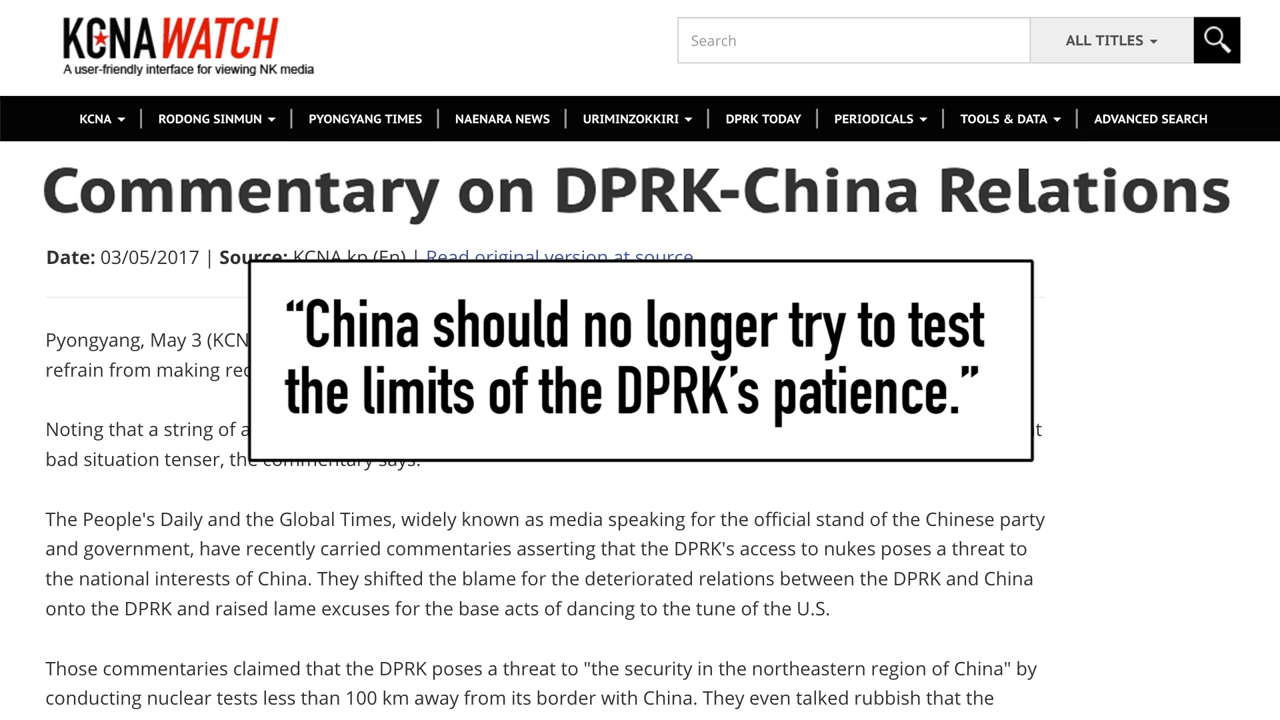 KCNA WATCH
A user-friendly interface for viewing NK media
Search
ALL TITLES
KCNA
RODONG SINMUN
PYONGYANG TIMES
NAENARA NEWS
URIMINZOKKIRI
DPRK TODAY
PERIODICALS
TOOLS & DATA
ADVANCED SEARCH
Commentary on DPRK-China Relations
Date: 03/05/2017 | Source: KCNA.kp (En) | Read original version at source
“China should no longer try to test
the limits of the DPRK’s patience.”
Pyongyang, May 3 (KCN
refrain from making
Noting that a string of
bad situation tenser, the commentary says:
The People's Daily and the Global Times, widely known as media speaking for the official stand of the Chinese party
and government, have recently carried commentaries asserting that the DPRK's access to nukes poses a threat to
the national interests of China. They shifted the blame for the deteriorated relations between the DPRK and China
onto the DPRK and raised lame excuses for the base acts of dancing to the tune of the U.S.
Those commentaries claimed that the DPRK poses a threat to "the security in the northeastern region of China" by
conducting nuclear tests less than 100 km away from its border with China. They even talked rubbish that the